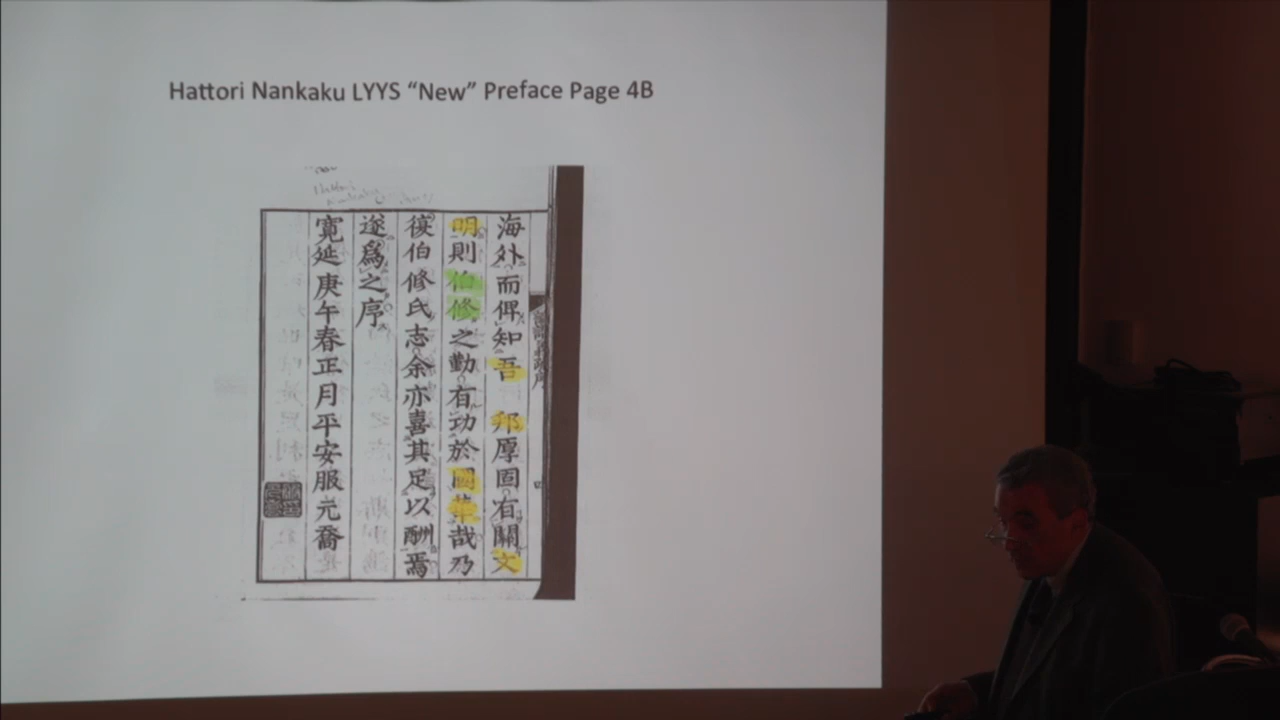 Hattori Nankaku LYYS “New” Preface Page 4B
海外而俾知吾 邦厚固有關文
明則伯修之勤有功於國華哉乃
復伯修氏志余亦喜其足以酬焉
遂爲之序
寛延庚午春正月平安服元喬